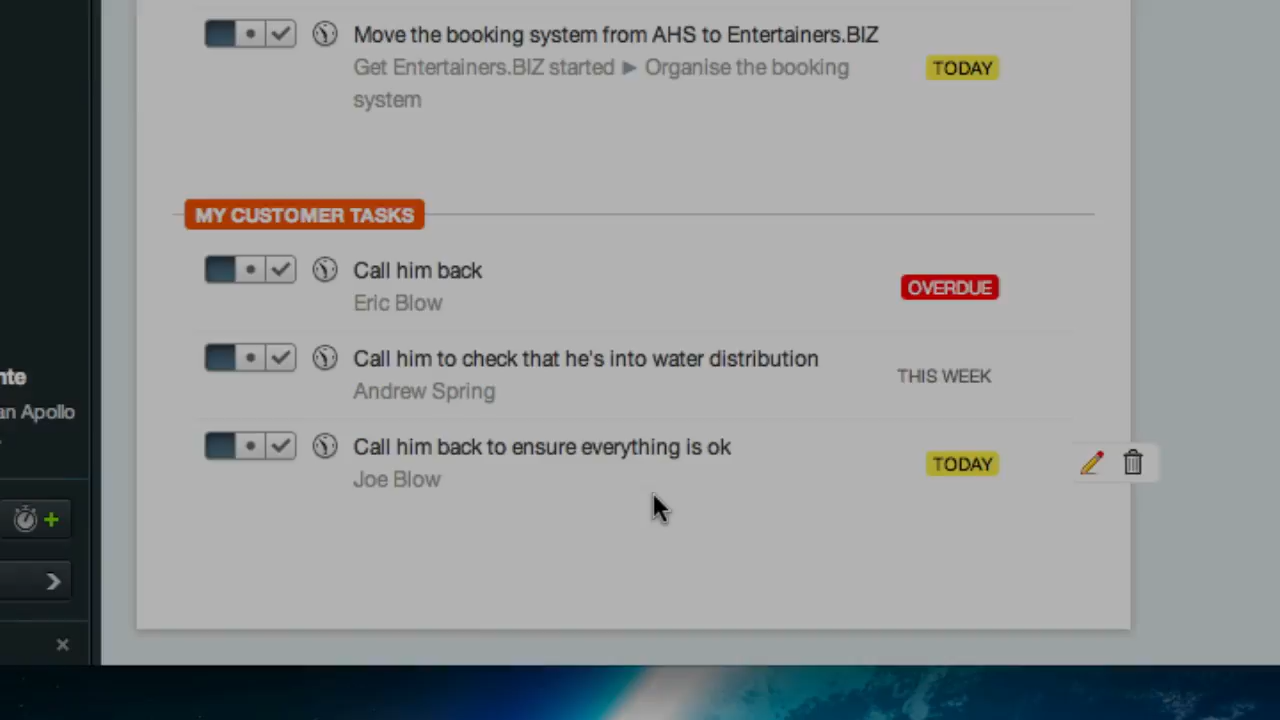 Move the booking system from AHS to Entertainers.BIZ
Get Entertainers.BIZ started ► Organise the booking
system
TODAY
MY CUSTOMER TASKS
Call him back
Eric Blow
OVERDUE
Call him to check that he's into water distribution
Andrew Spring
THIS WEEK
Call him back to ensure everything is ok
Joe Blow
TODAY
nte
an Apollo